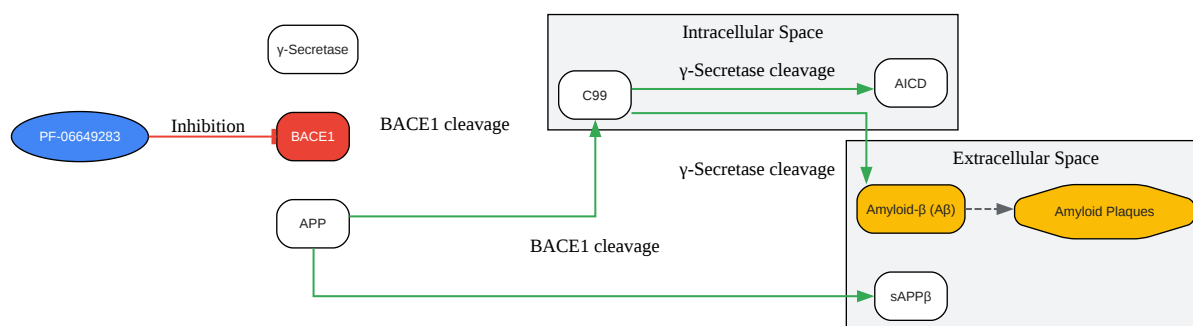 Intracellular Space
γ-Secretase
γ-Secretase cleavage
AICD
C99
PF-06649283
Inhibition
BACE1
BACE1 cleavage
Extracellular Space
γ-Secretase cleavage
Amyloid-β (Aβ)
Amyloid Plaques
APP
BACE1 cleavage
sAPPβ